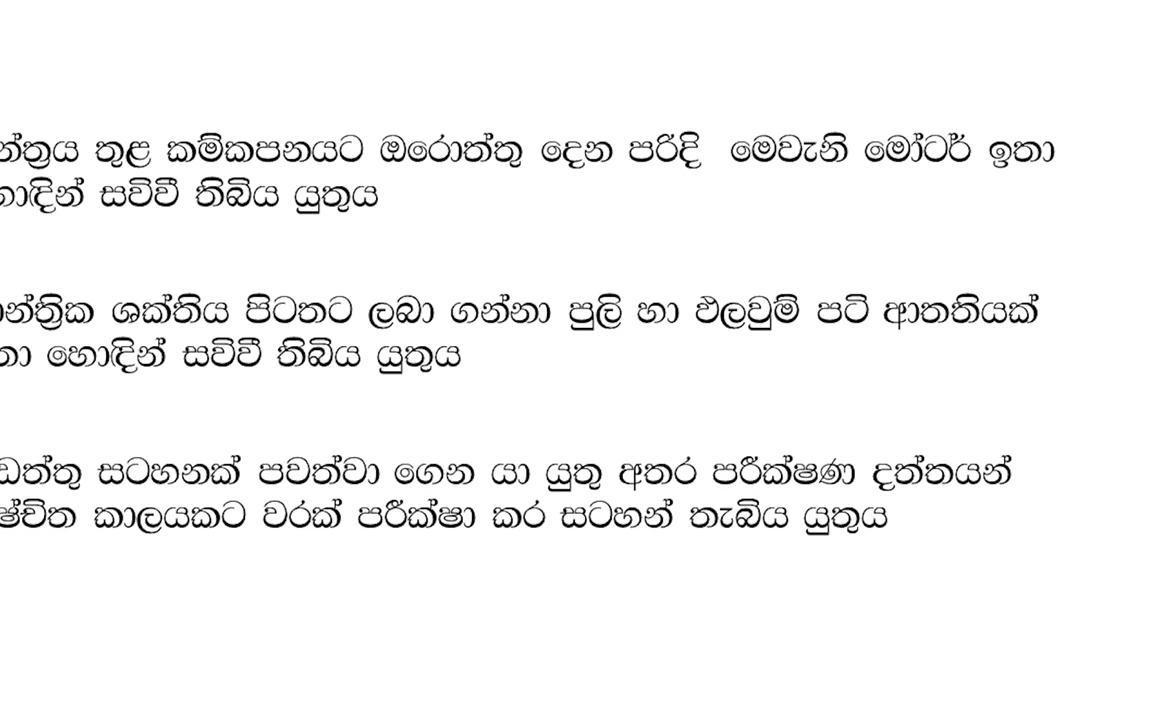 න්ත්‍රය තුළ කම්කපනයට ඔරොත්තු දෙන පරිදි මෙවැනි මෝටර් ඉතා
හොඳින් සවිවී තිබිය යුතුය
න්ත්‍රික ශක්තිය පිටතට ලබා ගන්නා පුලි හා එලවුම් පටි ආතතියක්
තා හොඳින් සවිවී තිබිය යුතුය
ඩත්තු සටහනක් පවත්වා ගෙන යා යුතු අතර පරීක්ෂණ දත්තයන්
ෂ්චිත කාලයකට වරක් පරීක්ෂා කර සටහන් තැබිය යුතුය